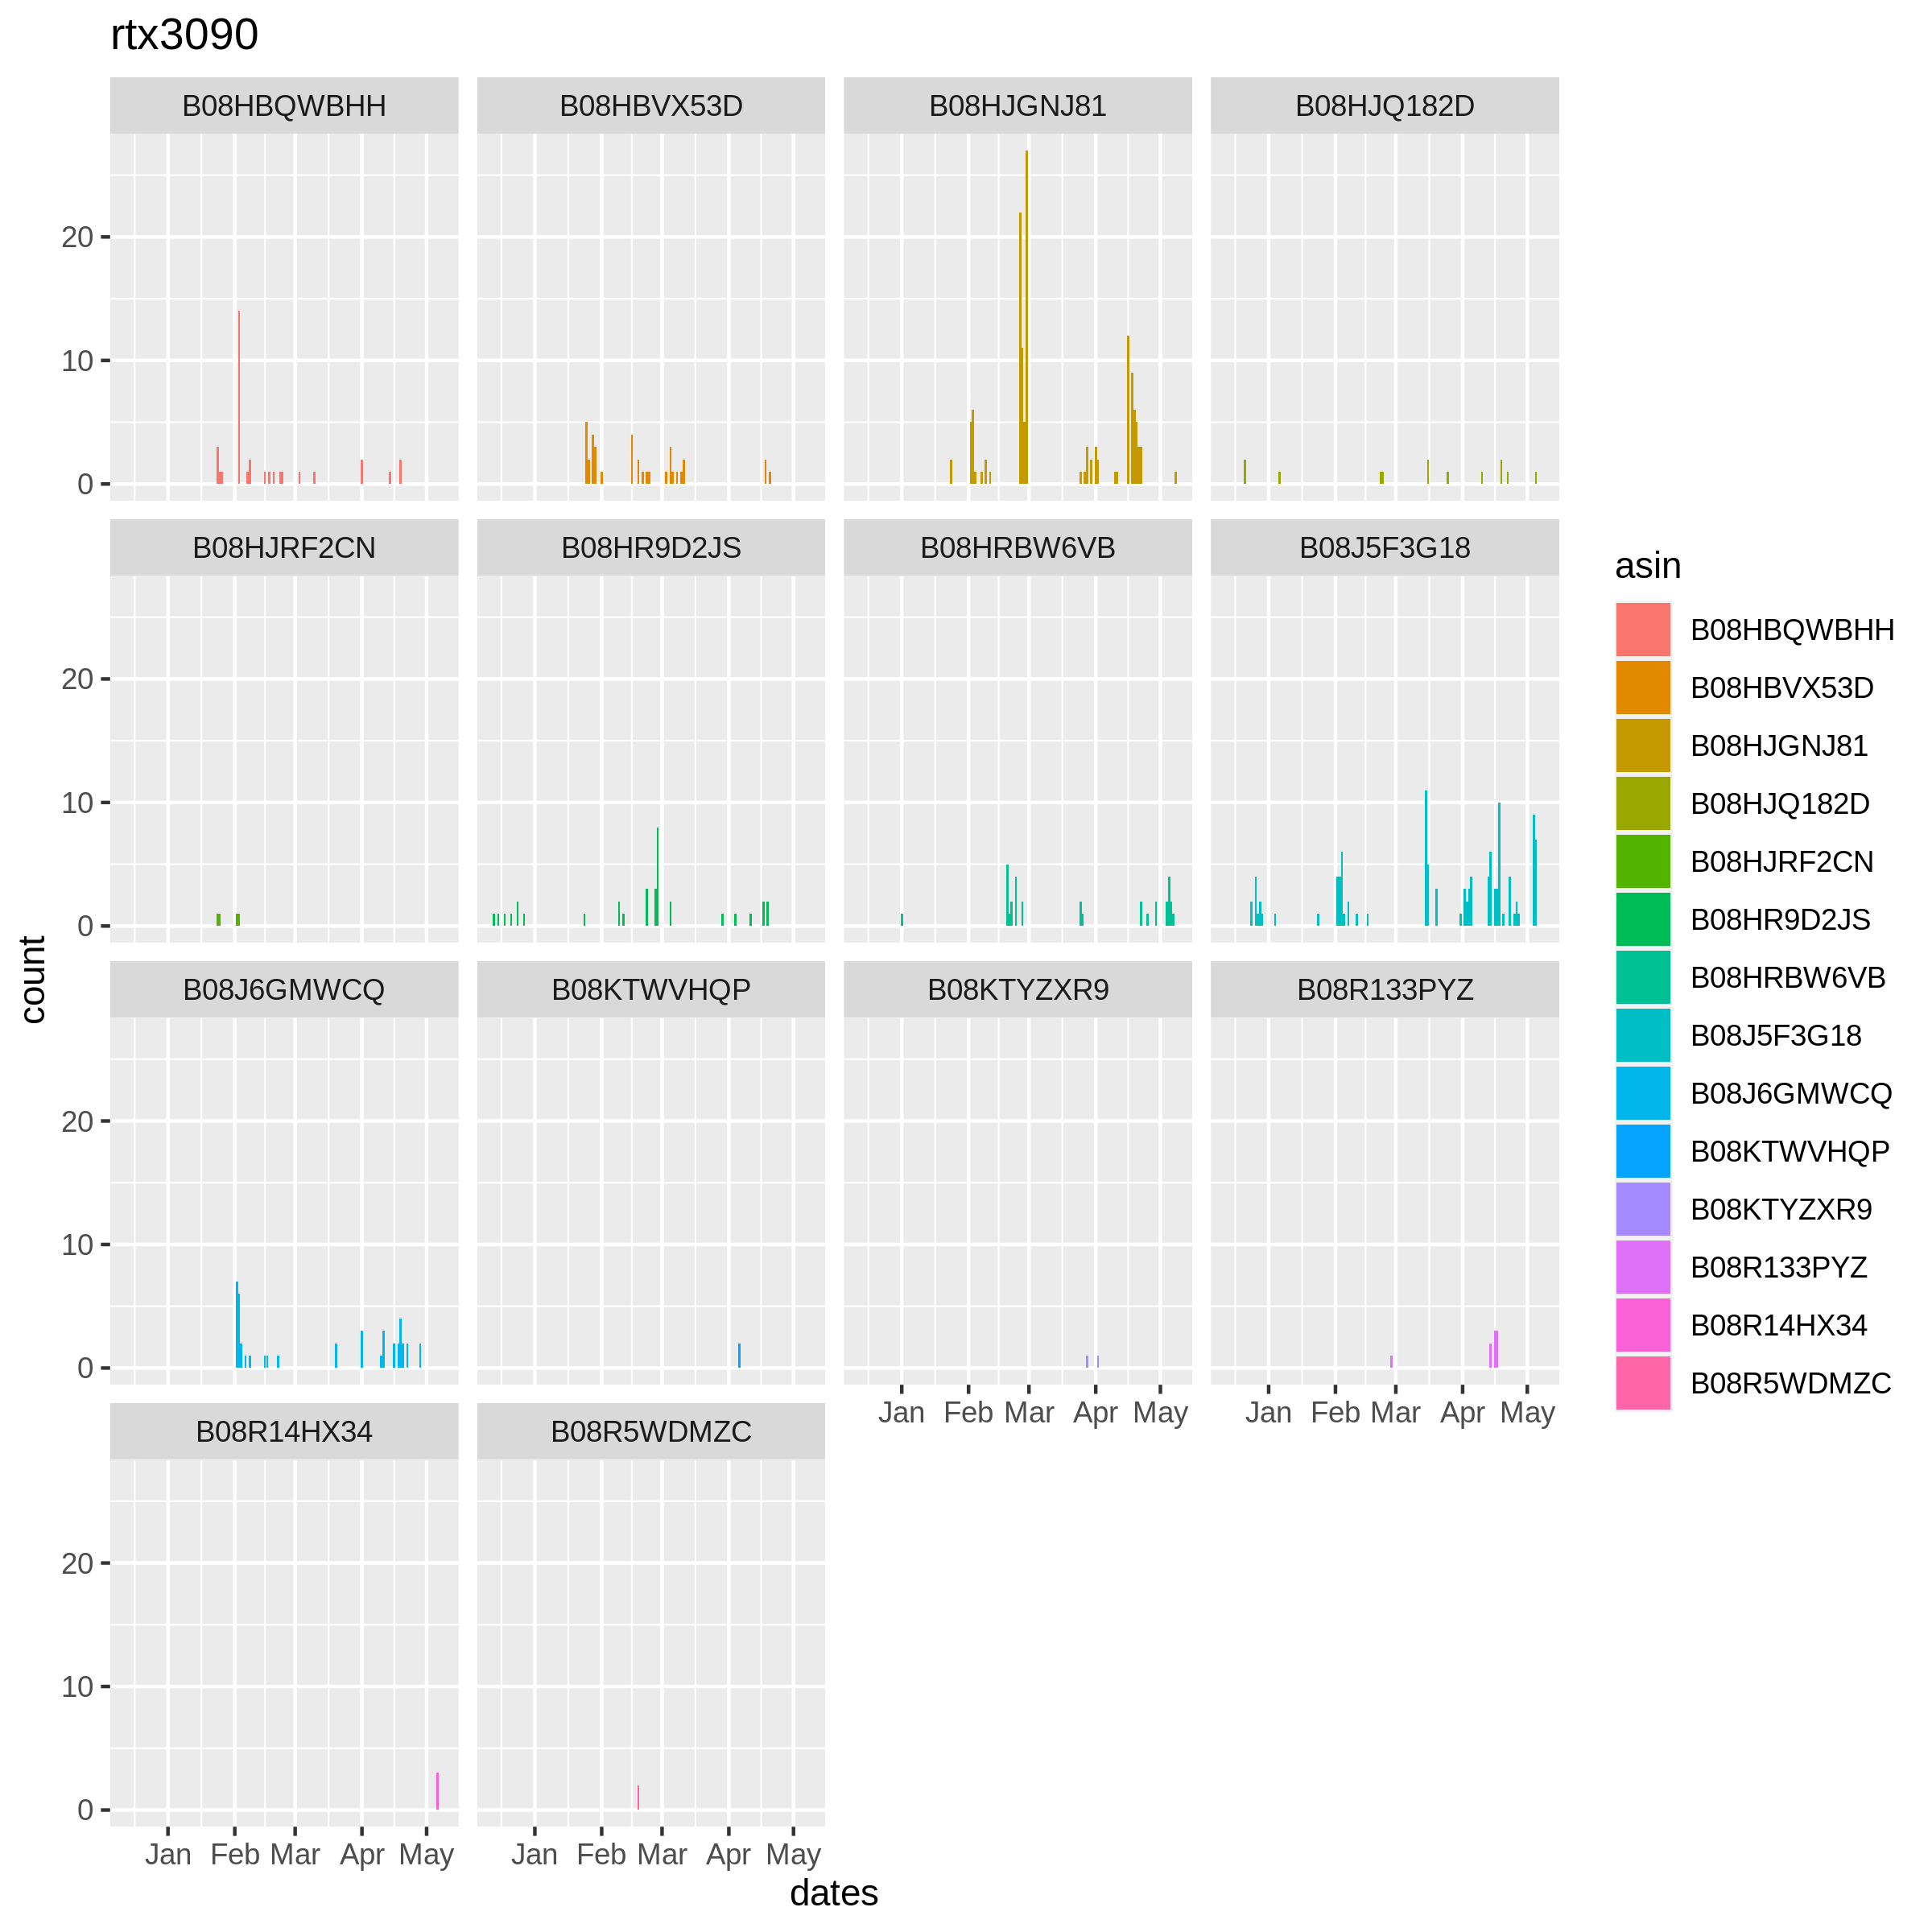 rtx3090
B08HBQWBHH B08HBVX53D B08HJGNJ81 B08HJQ182D
20
10
0
B08HJRF2CN B08HR9D2JS B08HRBW6VB B08J5F3G18
20
10
0
B08J6GMWCQ B08KTWVHQP B08KTYZXR9 B08R133PYZ
20
10
0
Jan Feb Mar Apr May Jan Feb Mar Apr May
B08R14HX34 B08R5WDMZC
20
10
0
Jan Feb Mar Apr May Jan Feb Mar Apr May
dates
count
asin
B08HBQWBHH
B08HBVX53D
B08HJGNJ81
B08HJQ182D
B08HJRF2CN
B08HR9D2JS
B08HRBW6VB
B08J5F3G18
B08J6GMWCQ
B08KTWVHQP
B08KTYZXR9
B08R133PYZ
B08R14HX34
B08R5WDMZC